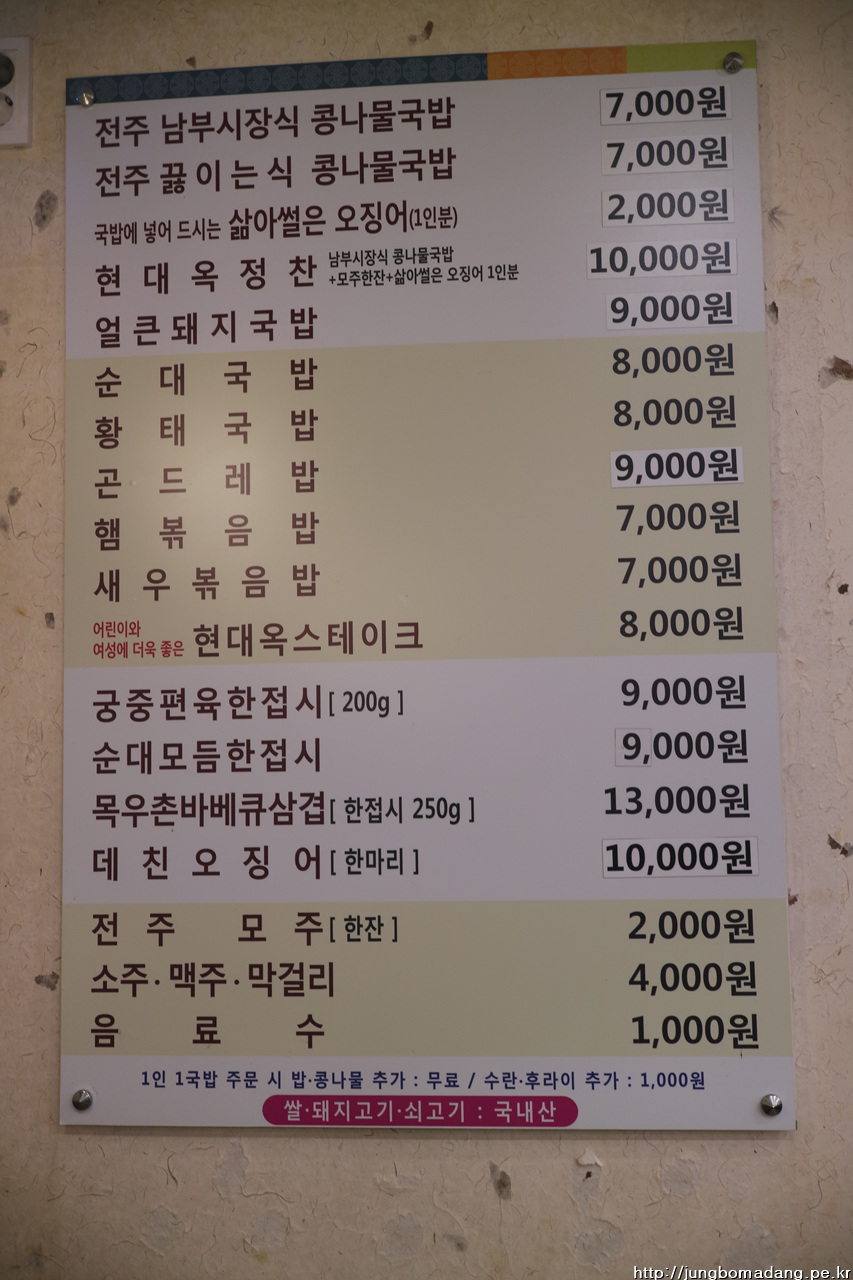 전주 남부시장식 콩나물국밥 7,000원
전주 끓이는식 콩나물국밥 7,000원
국밥에 넣어 드시는 삶아썰은 오징어(1인분) 2,000원
현대옥정찬 남부시장식 콩나물국밥
+모주한잔+삶아썰은 오징어 1인분 10,000원
얼큰돼지국밥 9,000원
순대국밥 8,000원
황태국밥 8,000원
곤드레밥 9,000원
햄볶음밥 7,000원
새우볶음밥 7,000원
어린이와
여성에 더욱 좋은 현대옥스테이크 8,000원
궁중편육한접시[ 200g ] 9,000원
순대모듬한접시 9,000원
목우촌바베큐삼겹[ 한접시 250g ] 13,000원
데친오징어[ 한마리 ] 10,000원
전주 모주[ 한잔 ] 2,000원
소주·맥주·막걸리 4,000원
음료수 1,000원
1인 1국밥 주문 시 밥·콩나물 추가 : 무료 / 수란·후라이 추가 : 1,000원
쌀·돼지고기·쇠고기 : 국내산
http://jungbomadang.pe.kr